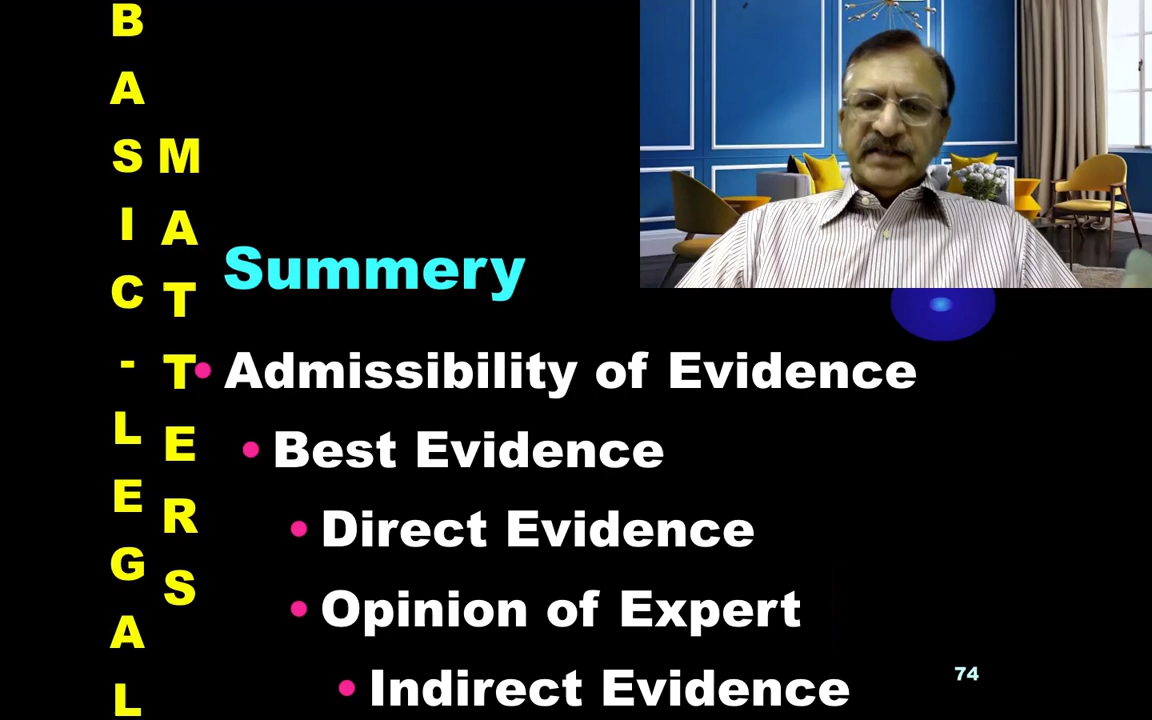 BASIC-LEGAL
MATTERS
Summery
• Admissibility of Evidence
• Best Evidence
• Direct Evidence
• Opinion of Expert
• Indirect Evidence
74